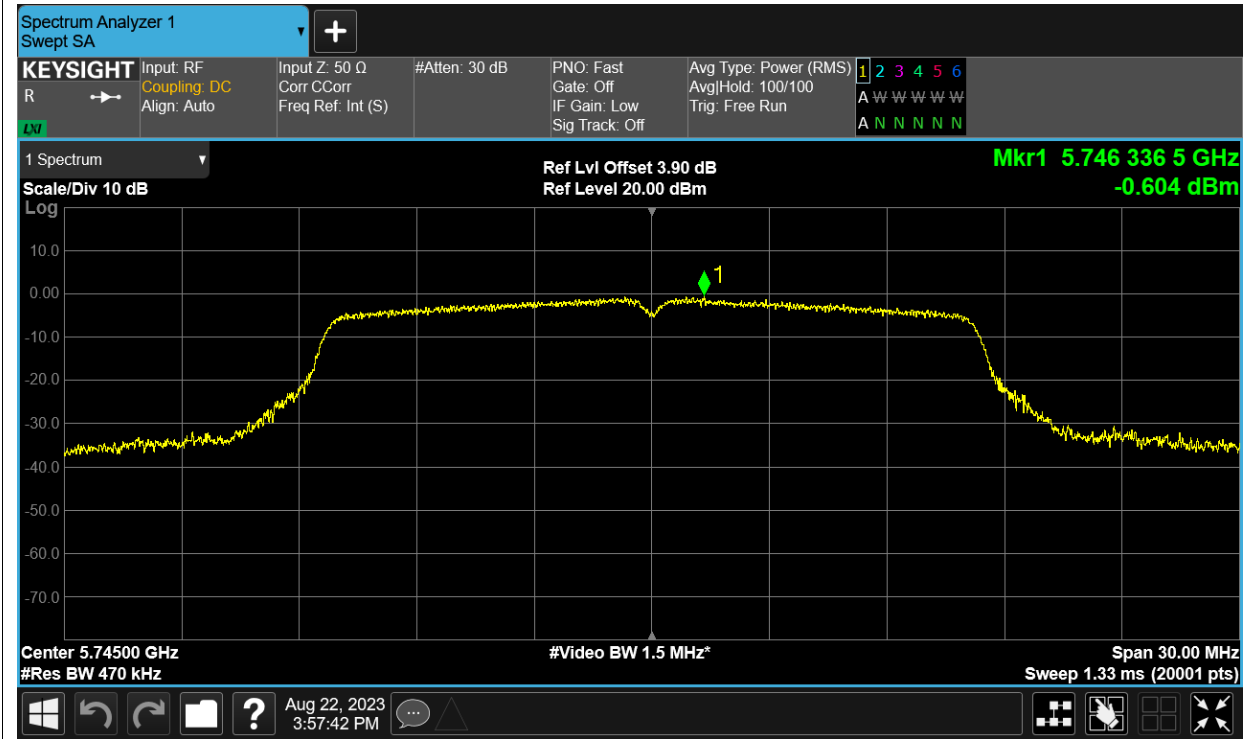 Spectrum Analyzer 1
Swept SA
KEYSIGHT
R
LXI
Input: RF
Coupling: DC
Align: Auto
Input Z: 50 Ω
Corr CCorr
Freq Ref: Int (S)
#Atten: 30 dB
PNO: Fast
Gate: Off
IF Gain: Low
Sig Track: Off
Avg Type: Power (RMS)
Avg|Hold: 100/100
Trig: Free Run
1 2 3 4 5 6
A W W W W W
A N N N N N
1 Spectrum
Scale/Div 10 dB
Log
Ref Lvl Offset 3.90 dB
Ref Level 20.00 dBm
Mkr1 5.746 336 5 GHz
-0.604 dBm
10.0
0.00
-10.0
-20.0
-30.0
-40.0
-50.0
-60.0
-70.0
1
Center 5.74500 GHz
#Res BW 470 kHz
#Video BW 1.5 MHz*
Span 30.00 MHz
Sweep 1.33 ms (20001 pts)
?
Aug 22, 2023
3:57:42 PM